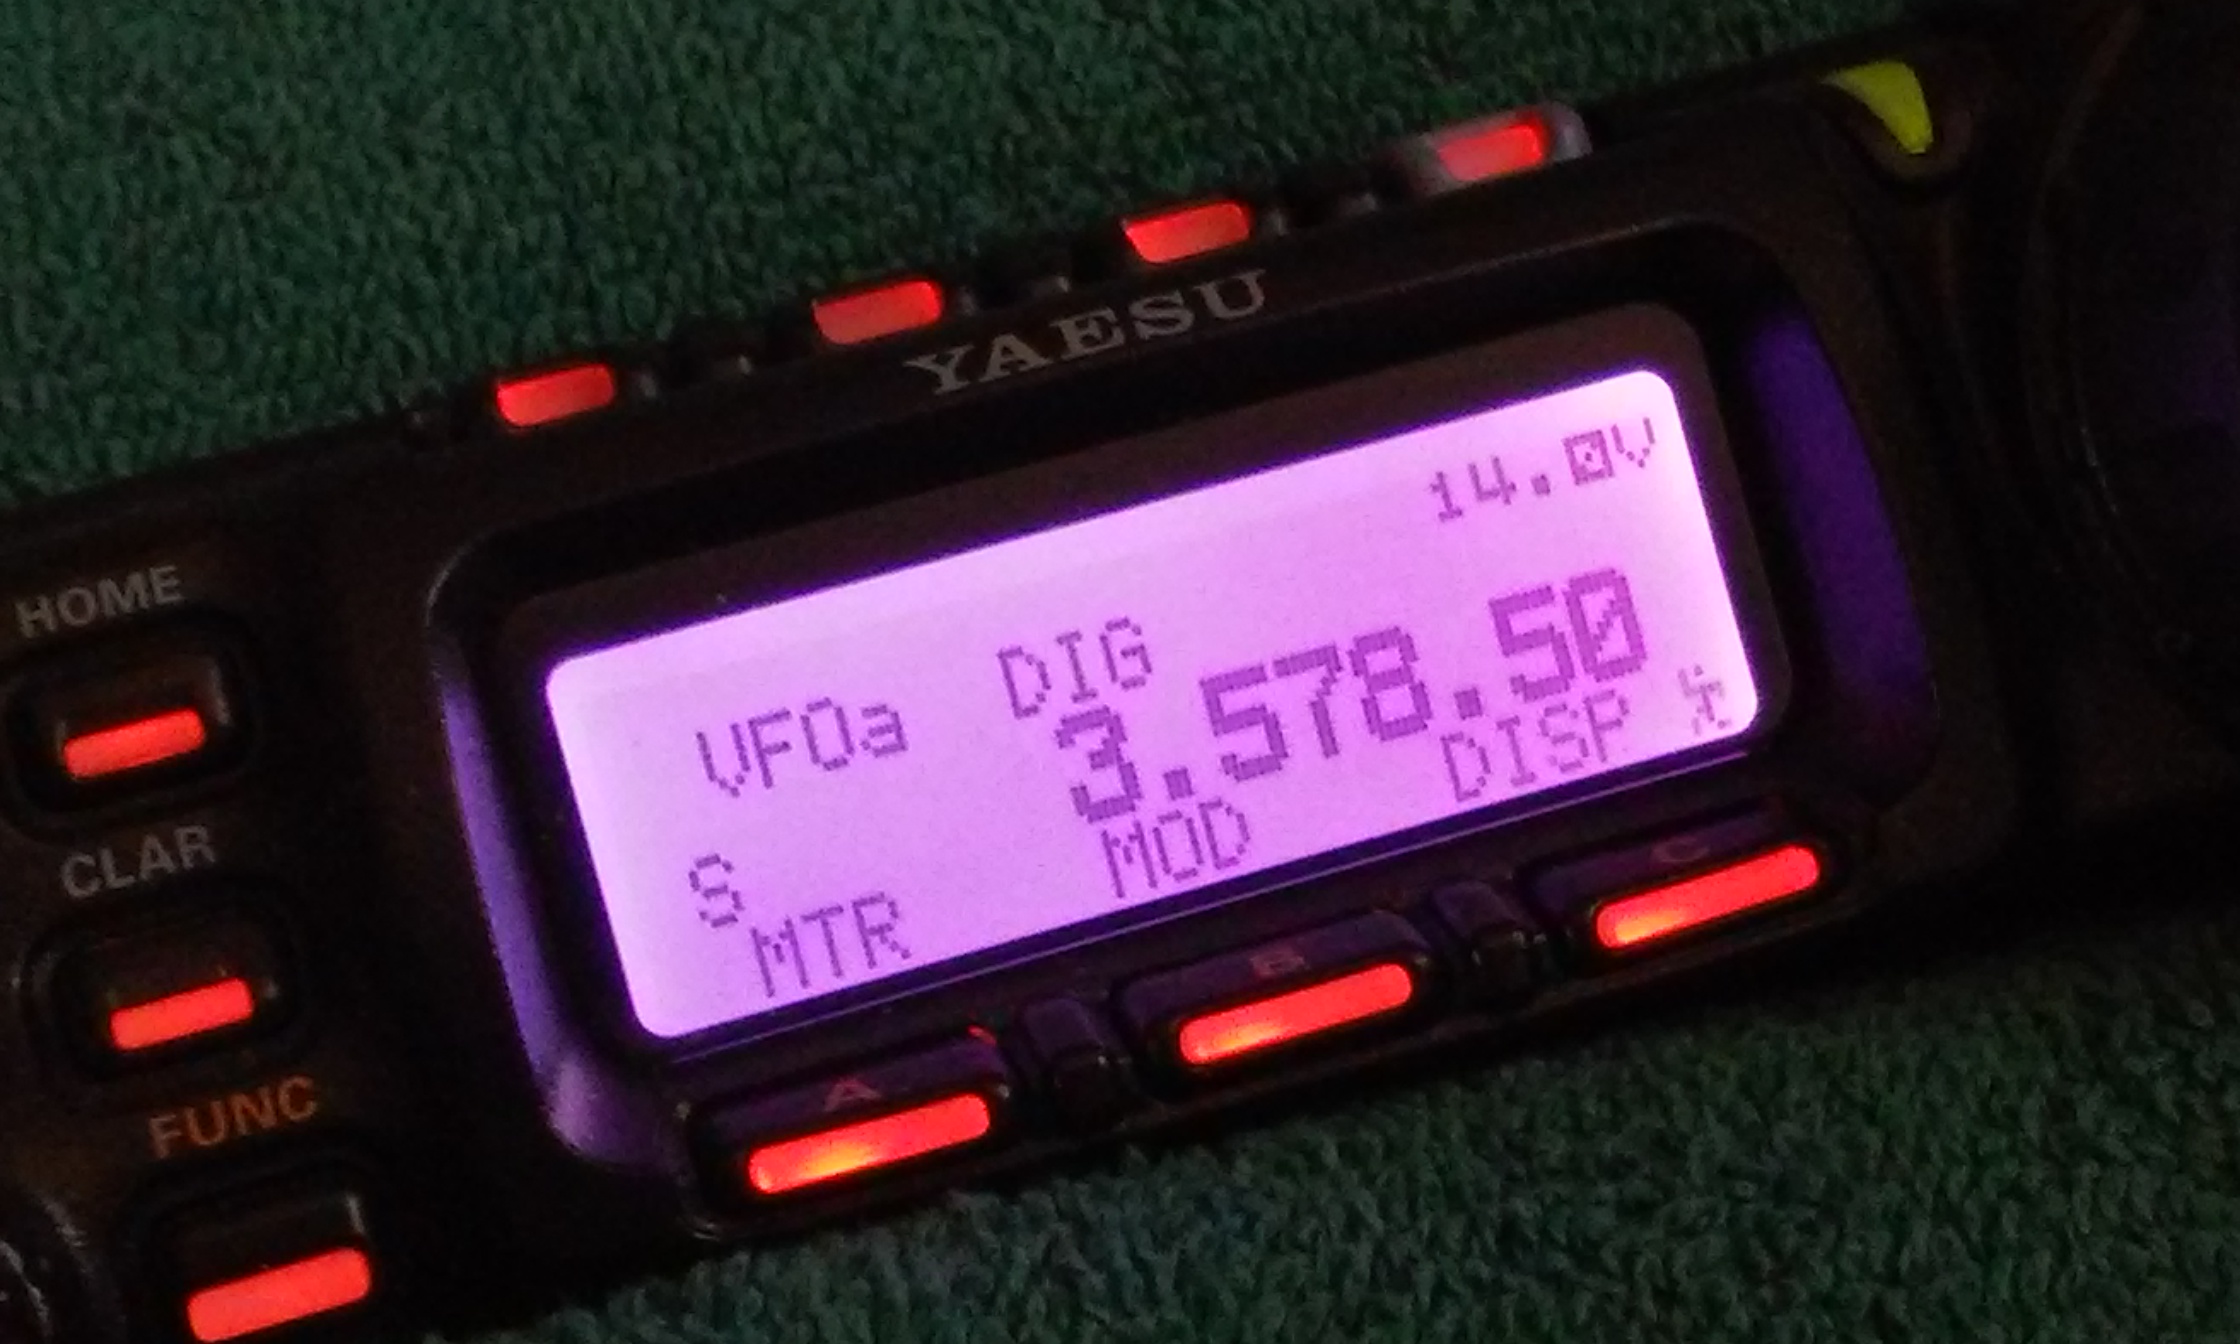 YAESU
14.0V
HOME
DIG
VFOa
3.578.50
CLAR
S
MTR MOD DISP
FUNC
A B C